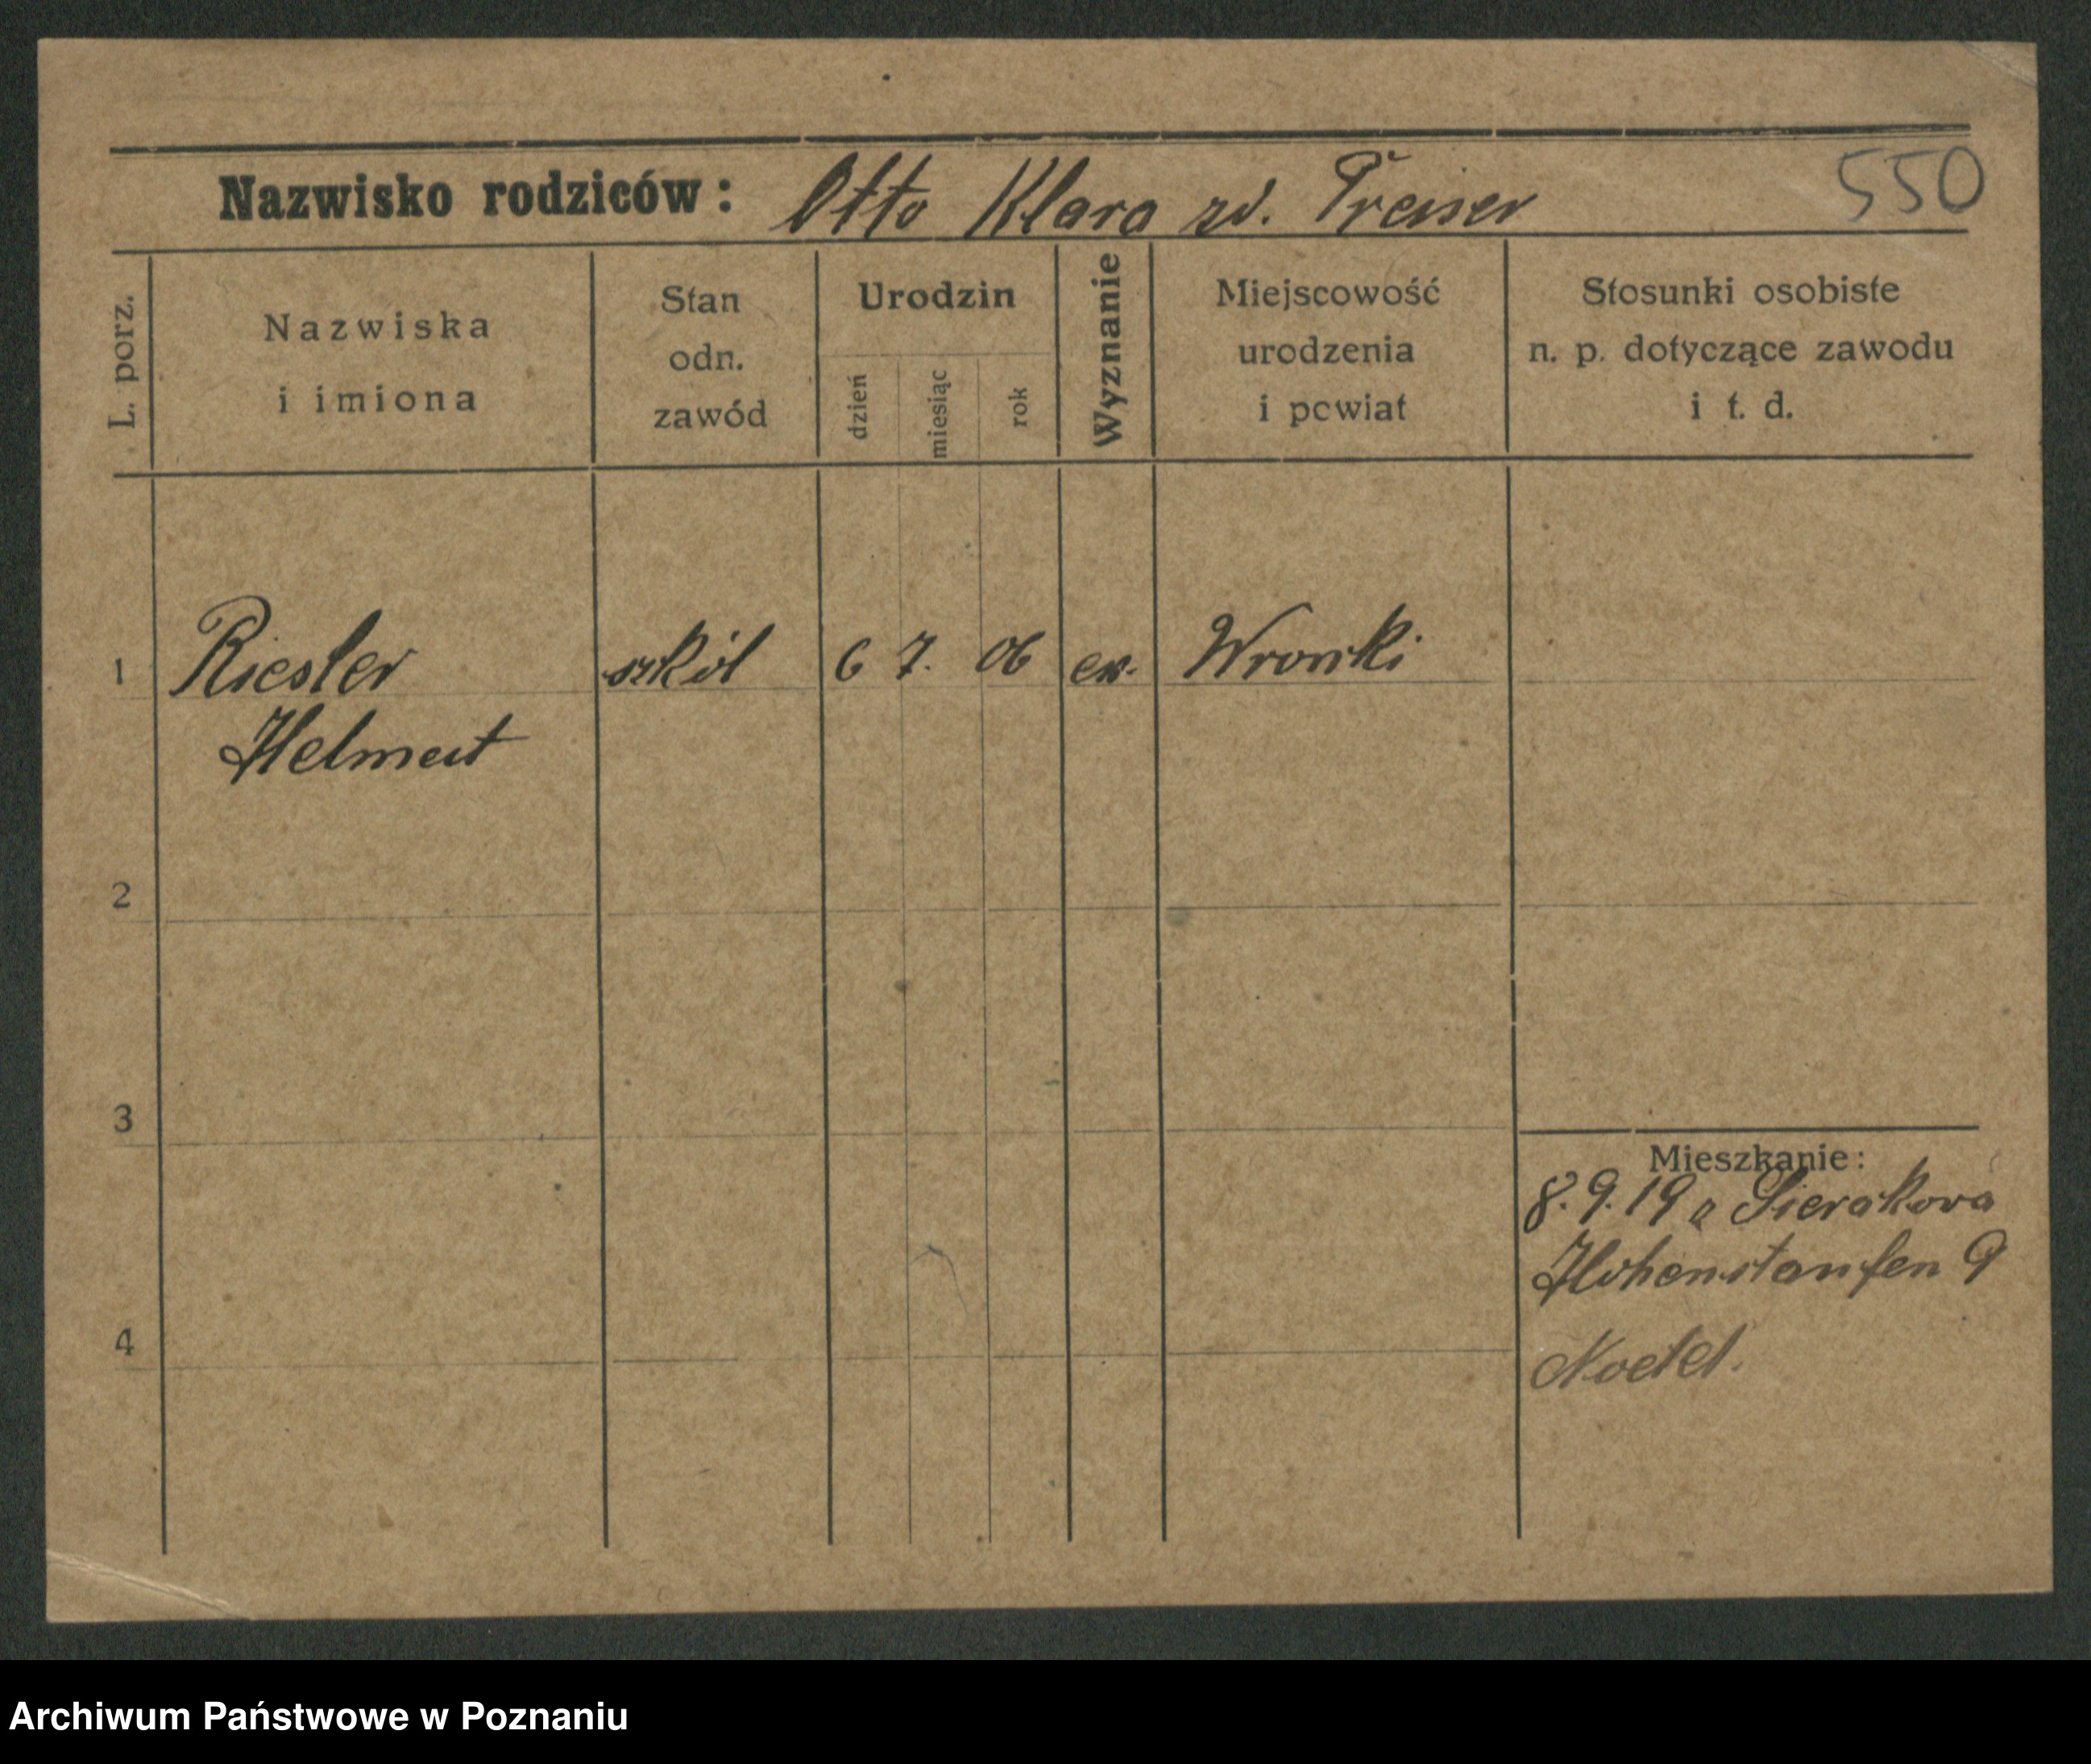 Nazwisko rodziców: Otto Klara zd. Preiser 550
L. porz.
Nazwiska
i imiona
Stan
odn.
zawód
Urodzin
dzień
miesiąc
rok
Wyznanie
Miejscowość
urodzenia
i powiat
Stosunki osobiste
n. p. dotyczące zawodu
i t. d.
1 Riesler szkól 6 7. 06 ew. Wronki
Helmut
2
3
Mieszkanie:
8.9.19 z Sierakowa
Hohenstaufen 9
4
Archiwum Państwowe w Poznaniu